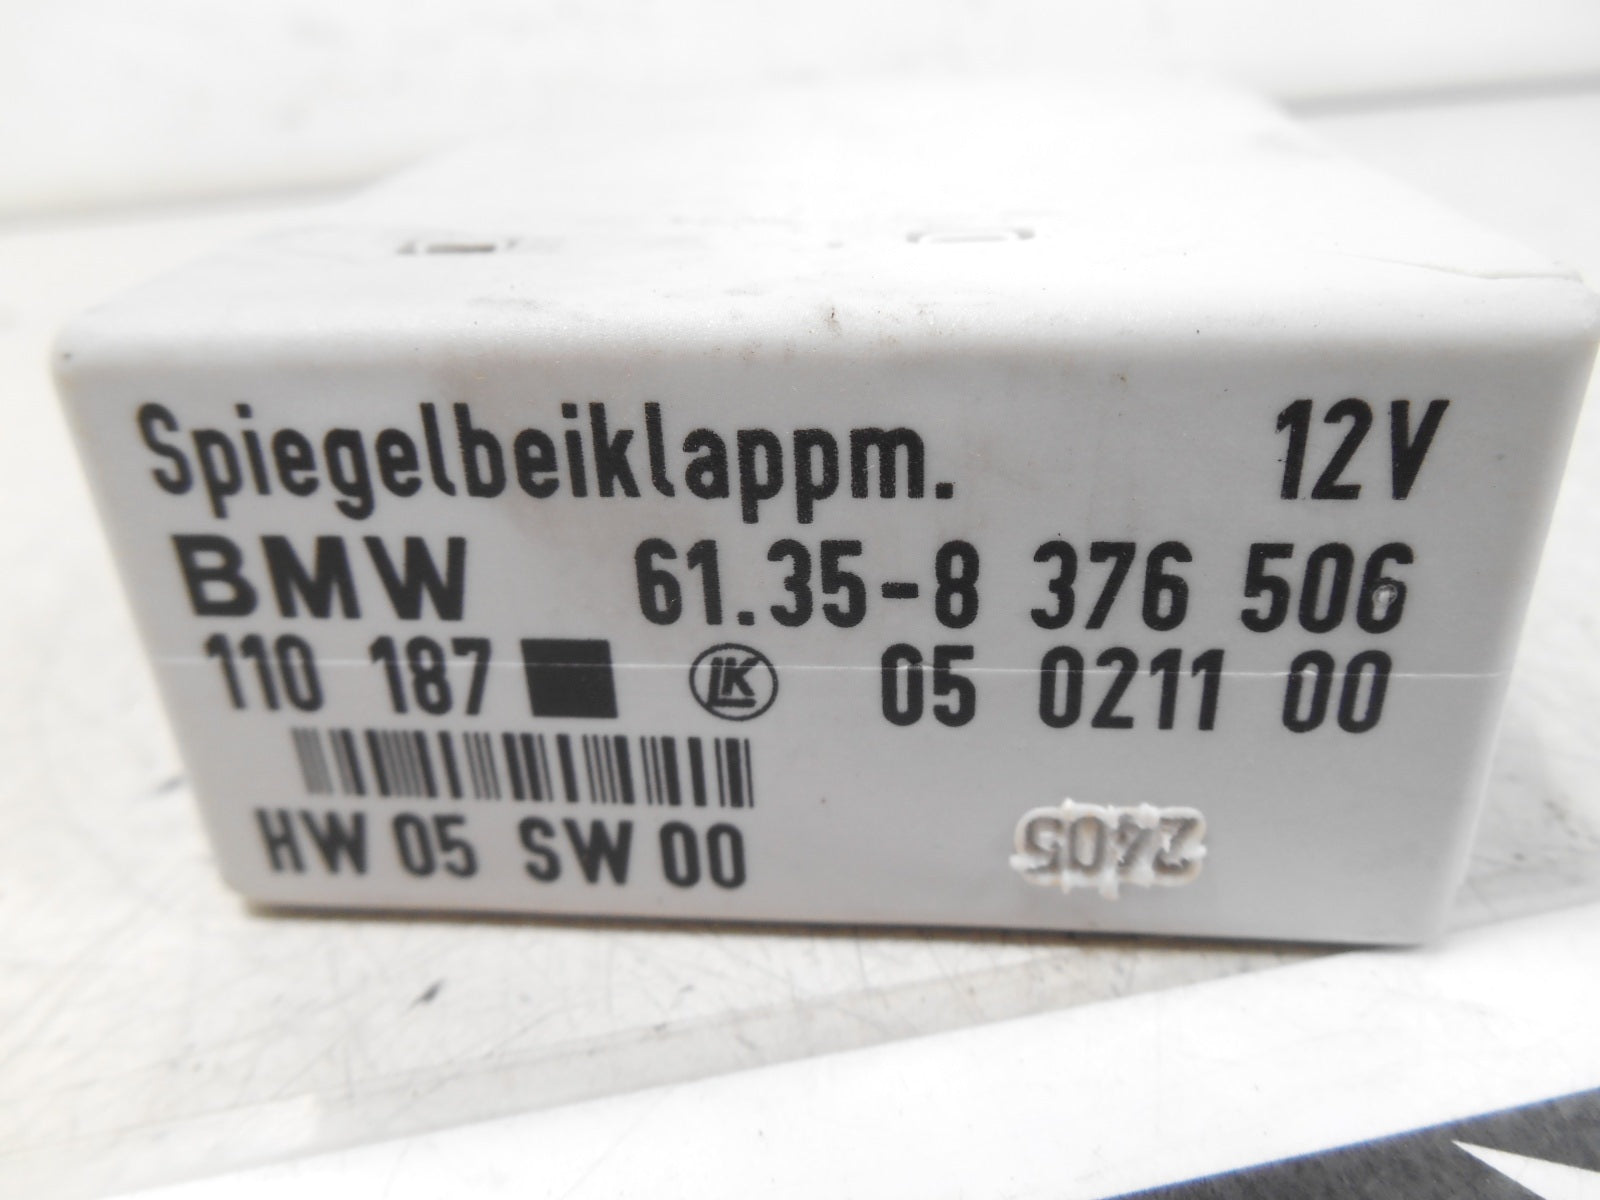 Spiegelbeiklappm. 12V
BMW 61.35-8 376 506
110 187 LK 05 0211 00
HW 05 SW 00
2405